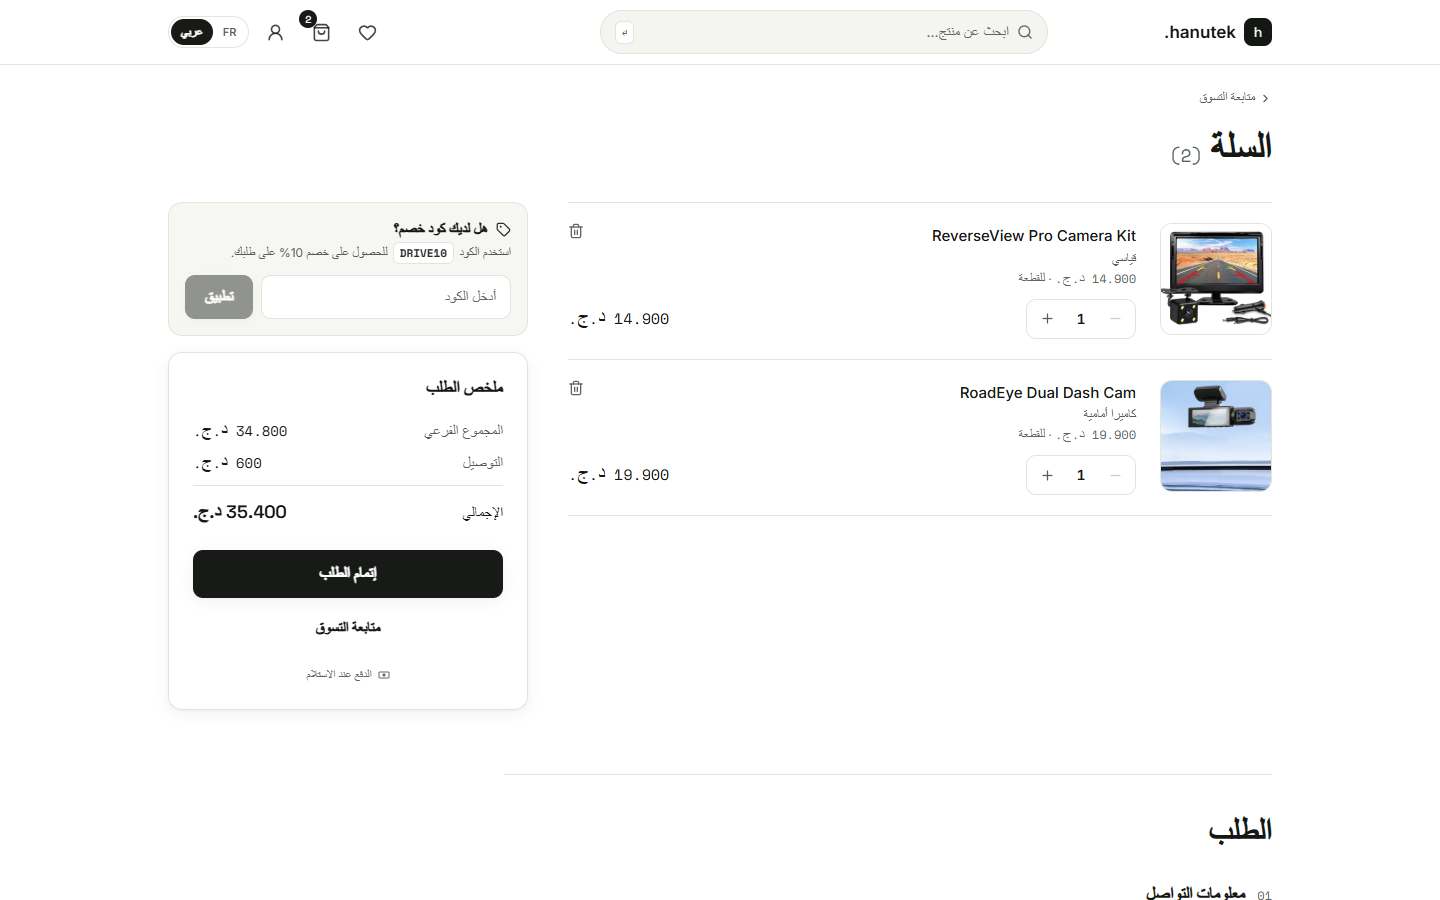 hanutek.
h
ابحث عن منتج...
2
FR
عربي
متابعة التسوق
السلة (2)
ReverseView Pro Camera Kit
قياسي
14.900 د.ج. · للقطعة
1
14.900 د.ج.
RoadEye Dual Dash Cam
كاميرا أمامية
19.900 د.ج. · للقطعة
1
19.900 د.ج.
هل لديك كود خصم؟
استخدم الكود DRIVE10 للحصول على خصم 10% على طلبك.
أدخل الكود
تطبيق
ملخص الطلب
المجموع الفرعي 34.800 د.ج.
التوصيل 600 د.ج.
الإجمالي 35.400 د.ج.
إتمام الطلب
متابعة التسوق
الدفع عند الاستلام
الطلب
01 معلومات التواصل